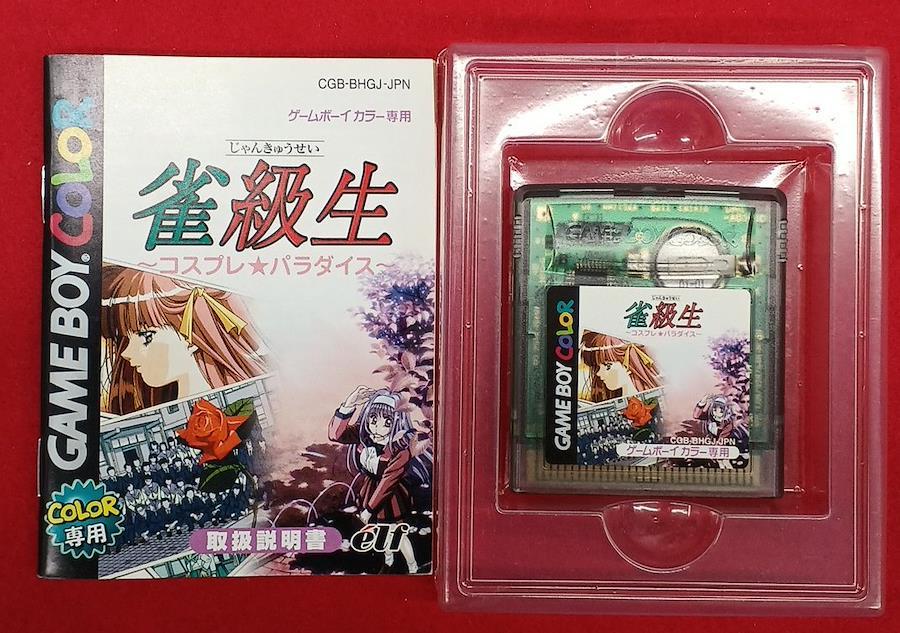 CGB-BHGJ-JPN
ゲームボーイカラー専用
じゃんきゅうせい
雀級生
～コスプレ★パラダイス～
GAME BOY COLOR®
COLOR
専用
取扱説明書
elf
じゃんきゅうせい
雀級生
～コスプレ★パラダイス～
GAME BOY COLOR
CGB-BHGJ-JPN
ゲームボーイカラー専用